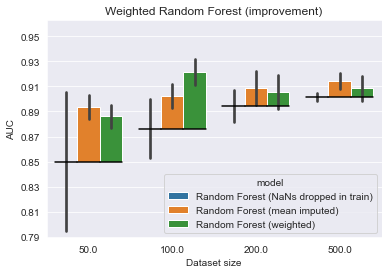 Weighted Random Forest (improvement)
0.95
0.93
0.91
0.89
0.87
0.85
0.83
0.81
0.79
AUC
model
Random Forest (NaNs dropped in train)
Random Forest (mean imputed)
Random Forest (weighted)
50.0 100.0 200.0 500.0
Dataset size